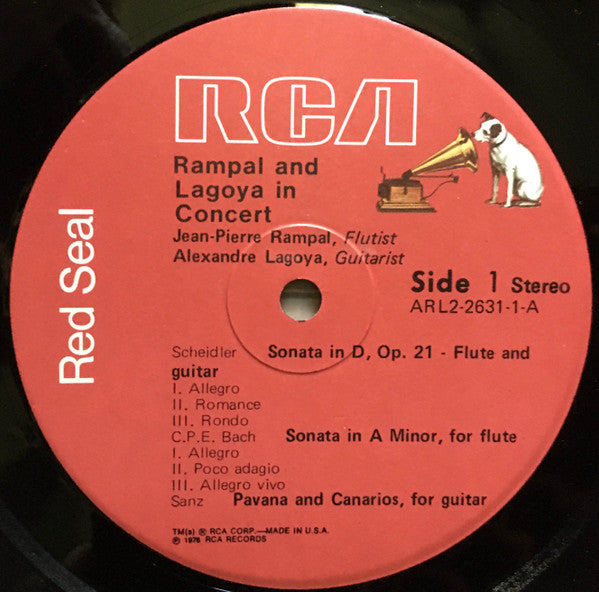 RCA
Rampal and
Lagoya in
Concert
Jean-Pierre Rampal, Flutist
Alexandre Lagoya, Guitarist
Side 1 Stereo
ARL2-2631-1-A
Red Seal
Scheidler Sonata in D, Op. 21 - Flute and
guitar
I. Allegro
II. Romance
III. Rondo
C.P.E. Bach Sonata in A Minor, for flute
I. Allegro
II. Poco adagio
III. Allegro vivo
Sanz Pavana and Canarios, for guitar
TM(s) ® RCA CORP.—MADE IN U.S.A.
℗ 1978 RCA RECORDS